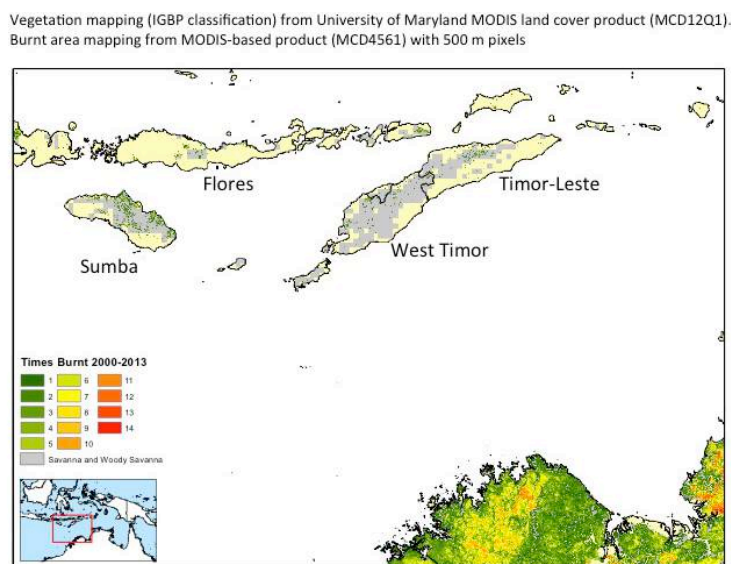 Vegetation mapping (IGBP classification) from University of Maryland MODIS land cover product (MCD12Q1).
Burnt area mapping from MODIS-based product (MCD4561) with 500 m pixels
Flores
Timor-Leste
West Timor
Sumba
Times Burnt 2000-2013
1 6 11
2 7 12
3 8 13
4 9 14
5 10
Savanna and Woody Savanna